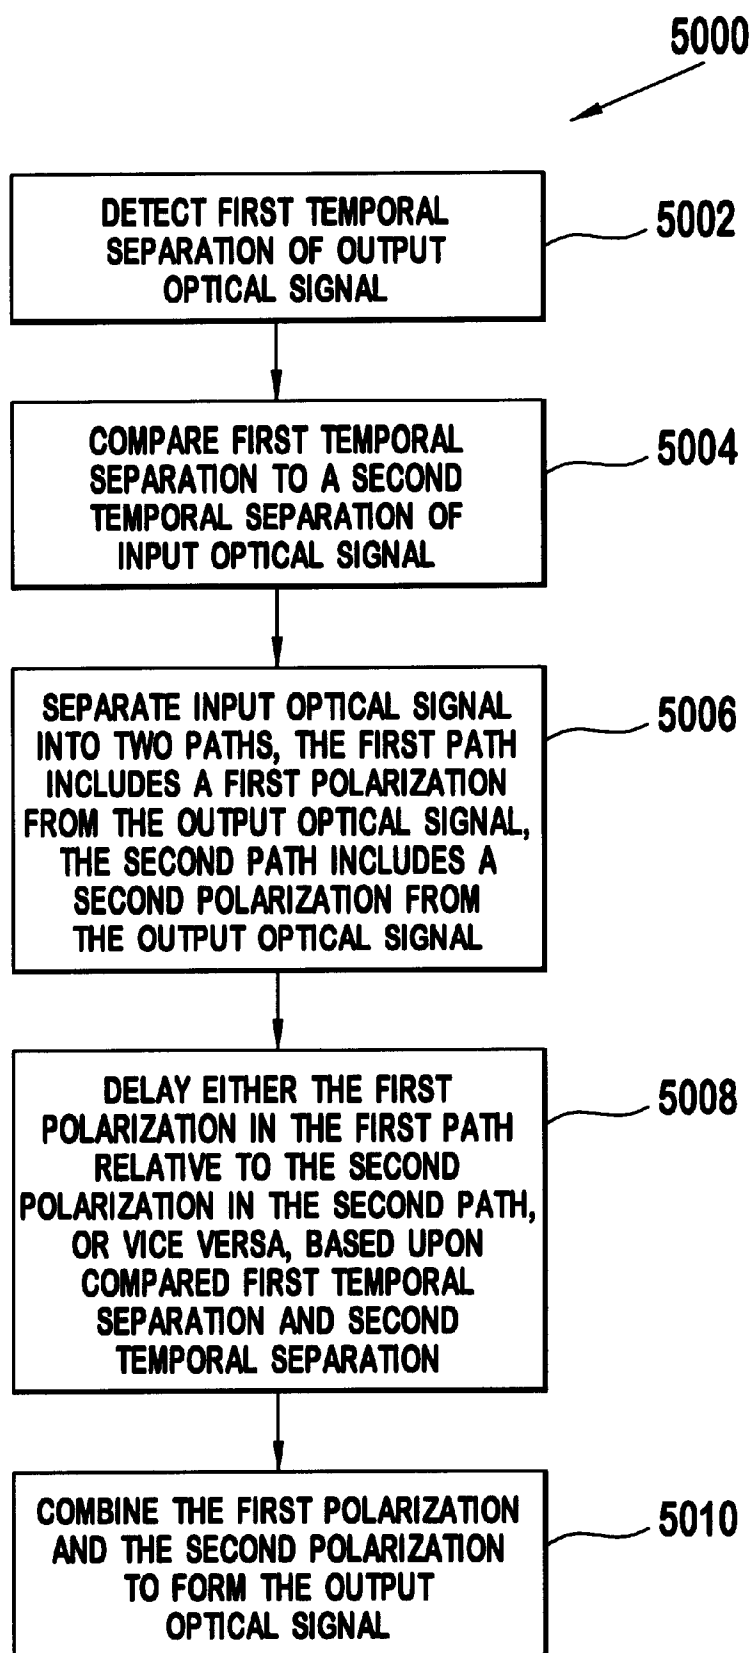 5000
DETECT FIRST TEMPORAL
SEPARATION OF OUTPUT
OPTICAL SIGNAL
5002
COMPARE FIRST TEMPORAL
SEPARATION TO A SECOND
TEMPORAL SEPARATION OF
INPUT OPTICAL SIGNAL
5004
SEPARATE INPUT OPTICAL SIGNAL
INTO TWO PATHS, THE FIRST PATH
INCLUDES A FIRST POLARIZATION
FROM THE OUTPUT OPTICAL SIGNAL,
THE SECOND PATH INCLUDES A
SECOND POLARIZATION FROM
THE OUTPUT OPTICAL SIGNAL
5006
DELAY EITHER THE FIRST
POLARIZATION IN THE FIRST PATH
RELATIVE TO THE SECOND
POLARIZATION IN THE SECOND PATH,
OR VICE VERSA, BASED UPON
COMPARED FIRST TEMPORAL
SEPARATION AND SECOND
TEMPORAL SEPARATION
5008
COMBINE THE FIRST POLARIZATION
AND THE SECOND POLARIZATION
TO FORM THE OUTPUT
OPTICAL SIGNAL
5010